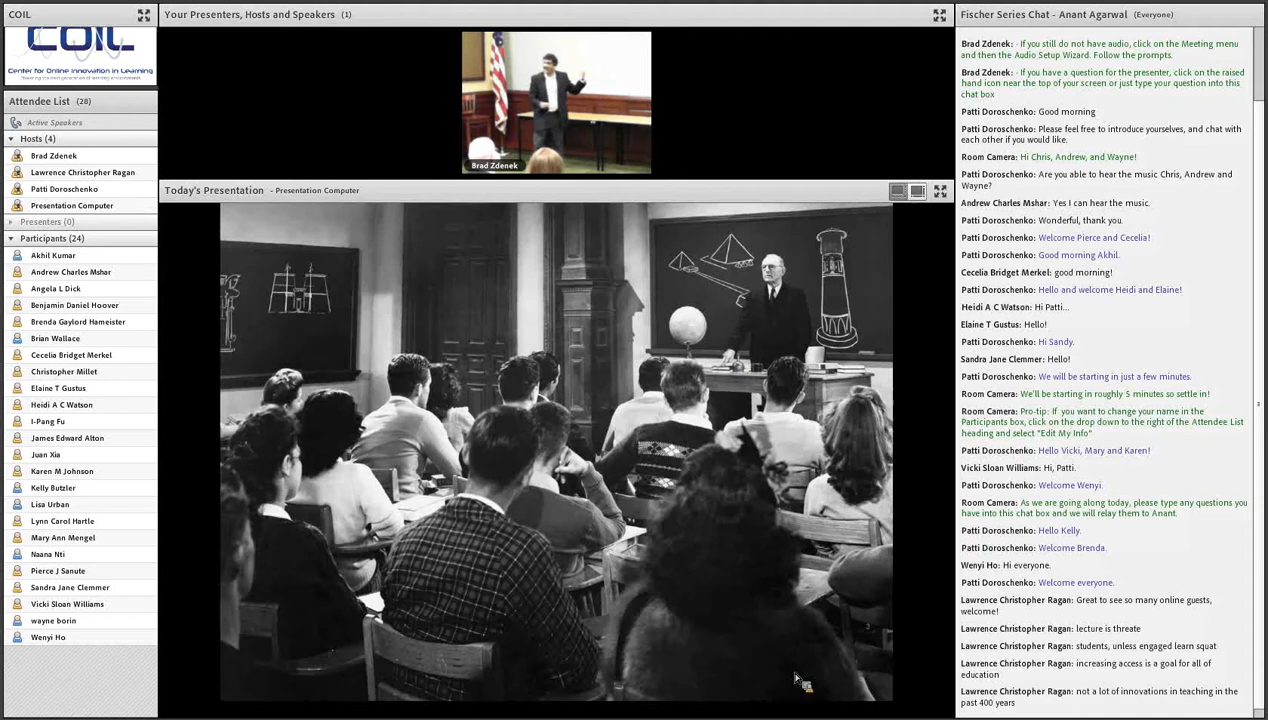 COIL
COIL
Center for Online Innovation in Learning
Attendee List (28)
Active Speakers
Hosts (4)
Brad Zdenek
Lawrence Christopher Ragan
Patti Doroschenko
Presentation Computer
Presenters (0)
Participants (24)
Akhil Kumar
Andrew Charles Mshar
Angela L Dick
Benjamin Daniel Hoover
Brenda Gaylord Hameister
Brian Wallace
Cecelia Bridget Merkel
Christopher Millet
Elaine T Gustus
Heidi A C Watson
I-Pang Fu
James Edward Alton
Juan Xia
Karen M Johnson
Kelly Butzler
Lisa Urban
Lynn Carol Hartle
Mary Ann Mengel
Naana Nti
Pierce J Sanute
Sandra Jane Clemmer
Vicki Sloan Williams
wayne borin
Wenyi Ho
Your Presenters, Hosts and Speakers (1)
Brad Zdenek
Today's Presentation - Presentation Computer
Fischer Series Chat - Anant Agarwal (Everyone)
Brad Zdenek: · If you still do not have audio, click on the Meeting menu
and then the Audio Setup Wizard. Follow the prompts.
Brad Zdenek: · If you have a question for the presenter, click on the raised
hand icon near the top of your screen or just type your question into this
chat box
Patti Doroschenko: Good morning
Patti Doroschenko: Please feel free to introduce yourselves, and chat with
each other if you would like.
Room Camera: Hi Chris, Andrew, and Wayne!
Patti Doroschenko: Are you able to hear the music Chris, Andrew and
Wayne?
Andrew Charles Mshar: Yes I can hear the music.
Patti Doroschenko: Wonderful, thank you.
Patti Doroschenko: Welcome Pierce and Cecelia!
Patti Doroschenko: Good morning Akhil.
Cecelia Bridget Merkel: good morning!
Patti Doroschenko: Hello and welcome Heidi and Elaine!
Heidi A C Watson: Hi Patti...
Elaine T Gustus: Hello!
Patti Doroschenko: Hi Sandy.
Sandra Jane Clemmer: Hello!
Patti Doroschenko: We will be starting in just a few minutes.
Room Camera: We'll be starting in roughly 5 minutes so settle in!
Room Camera: Pro-tip: If you want to change your name in the
Participants box, click on the drop down to the right of the Attendee List
heading and select "Edit My Info"
Patti Doroschenko: Hello Vicki, Mary and Karen!
Vicki Sloan Williams: Hi, Patti.
Patti Doroschenko: Welcome Wenyi.
Room Camera: As we are going along today, please type any questions you
have into this chat box and we will relay them to Anant.
Patti Doroschenko: Hello Kelly.
Patti Doroschenko: Welcome Brenda.
Wenyi Ho: Hi everyone.
Patti Doroschenko: Welcome everyone.
Lawrence Christopher Ragan: Great to see so many online guests,
welcome!
Lawrence Christopher Ragan: lecture is threate
Lawrence Christopher Ragan: students, unless engaged learn squat
Lawrence Christopher Ragan: increasing access is a goal for all of
education
Lawrence Christopher Ragan: not a lot of innovations in teaching in the
past 400 years